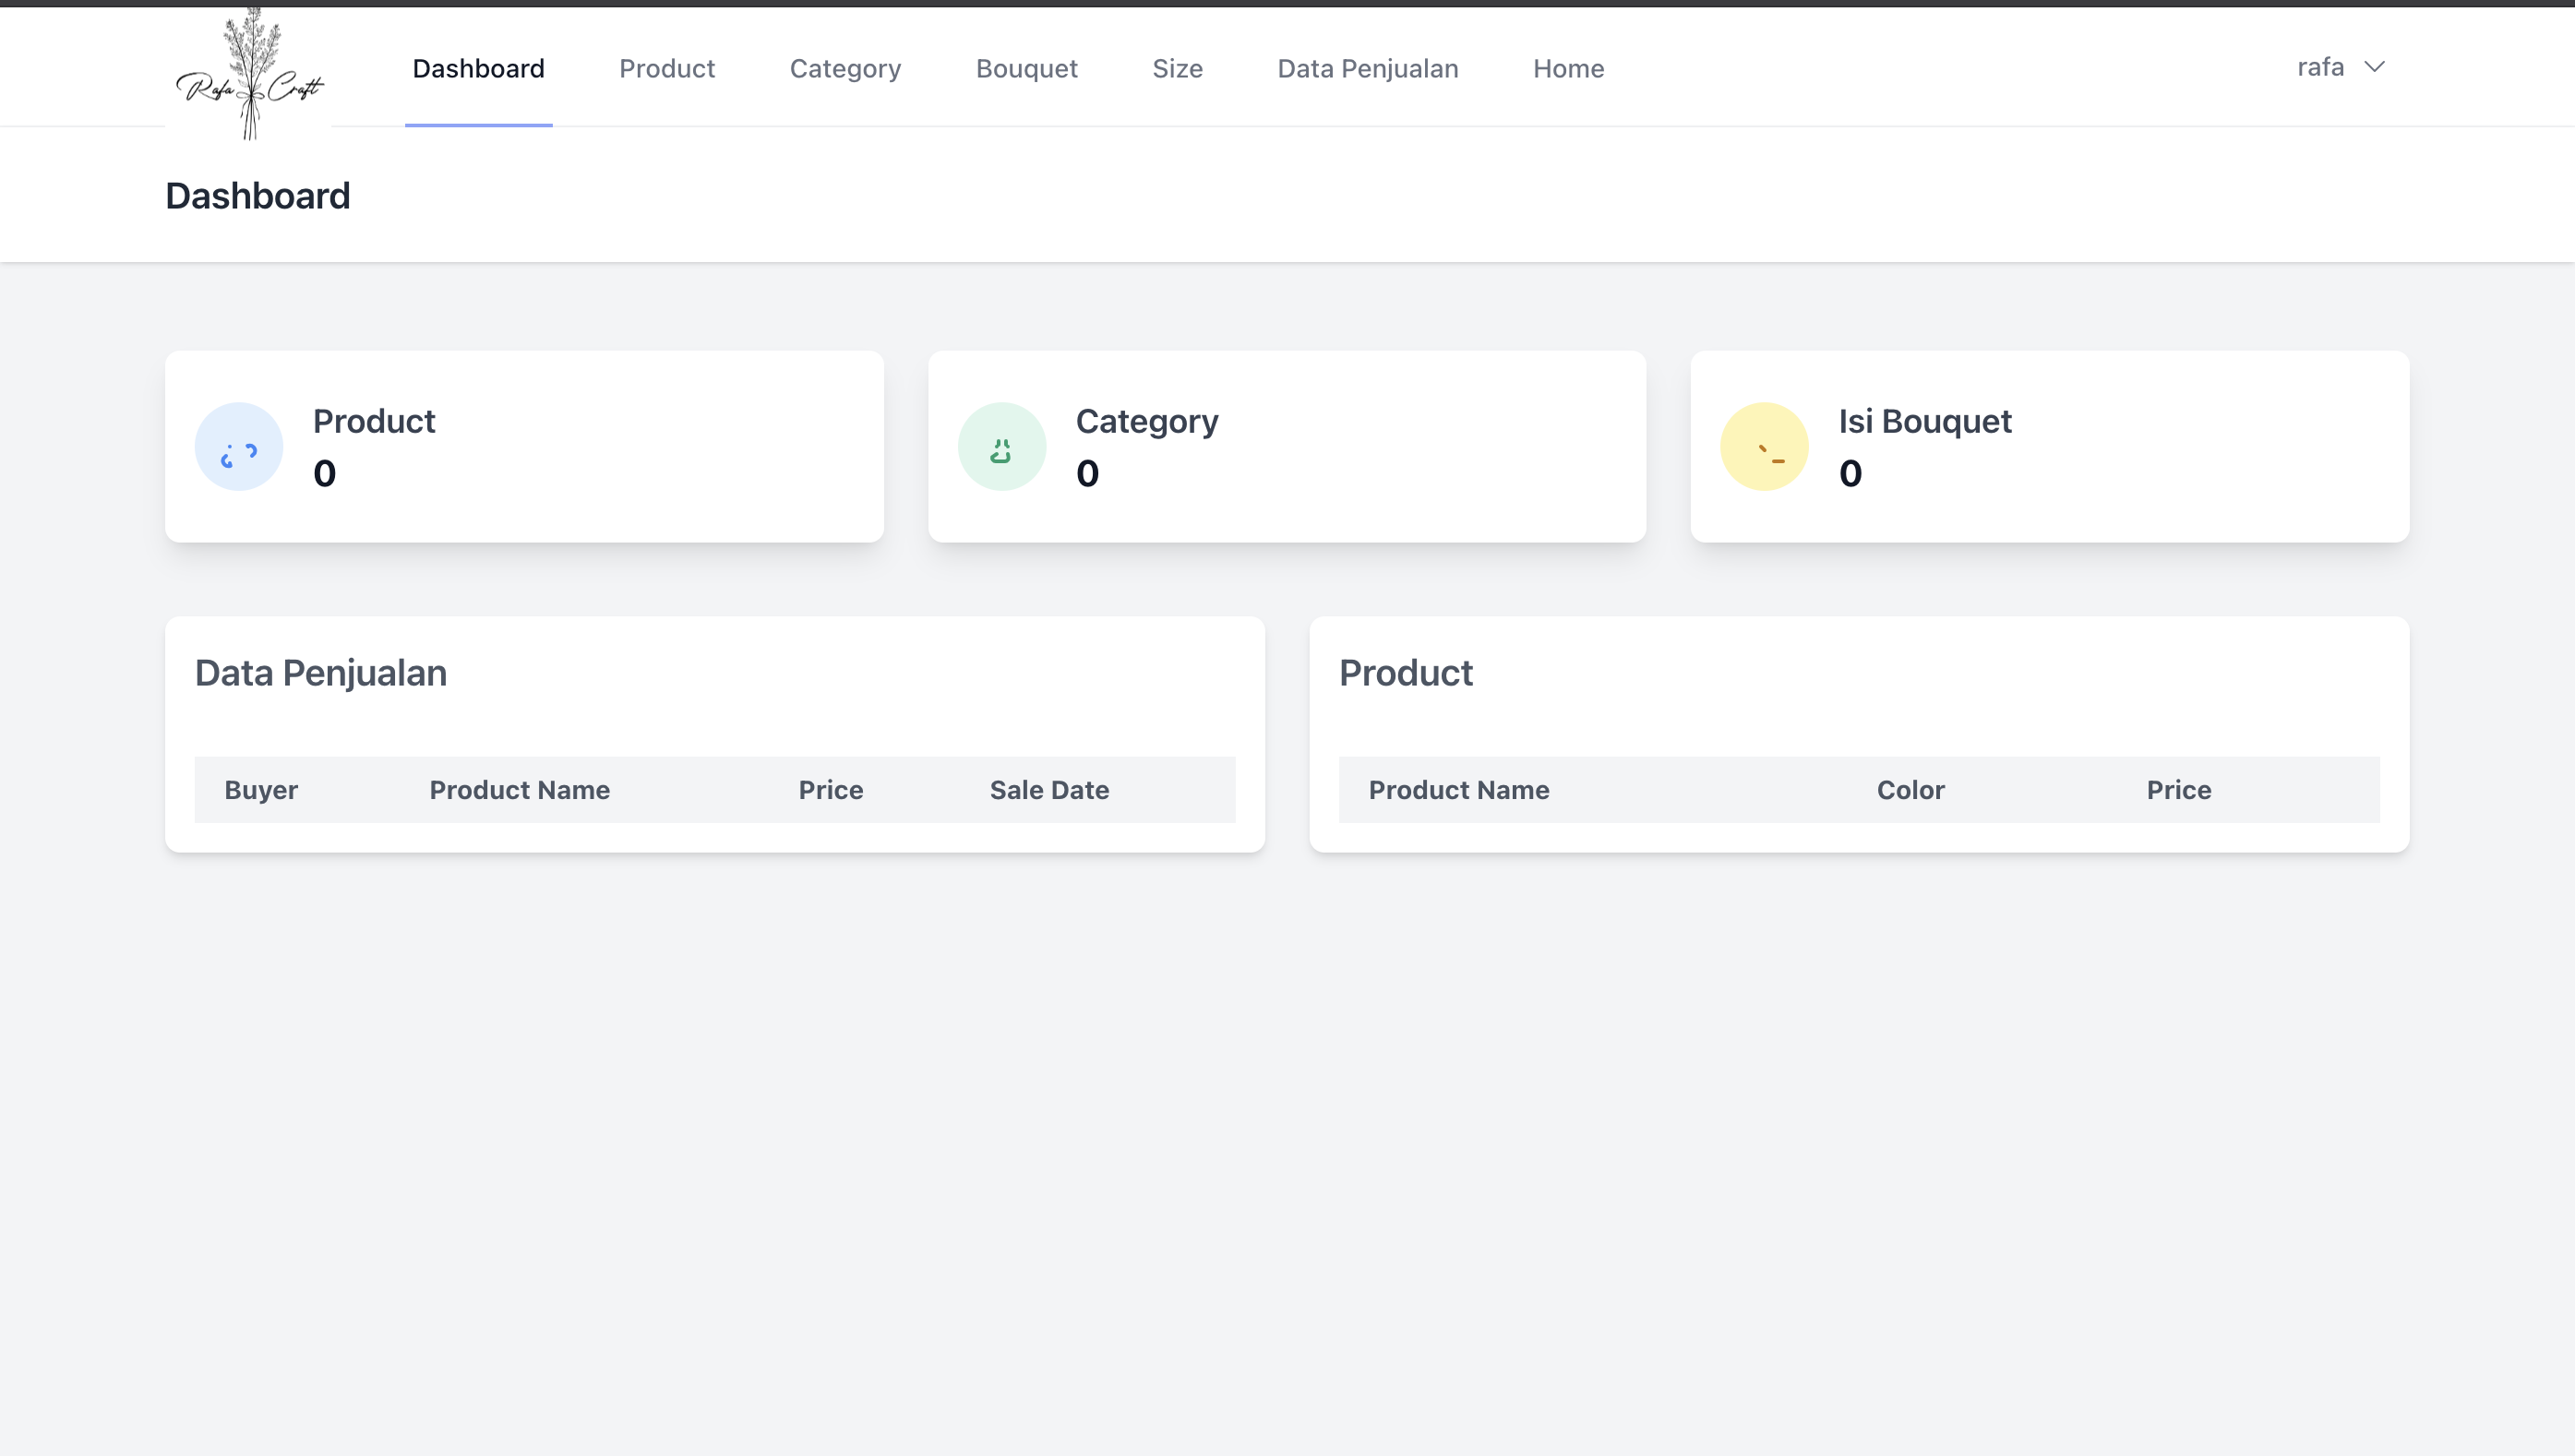 Rafa Craft
Dashboard Product Category Bouquet Size Data Penjualan Home rafa
Dashboard
Product
0
Category
0
Isi Bouquet
0
Data Penjualan
Buyer Product Name Price Sale Date
Product
Product Name Color Price